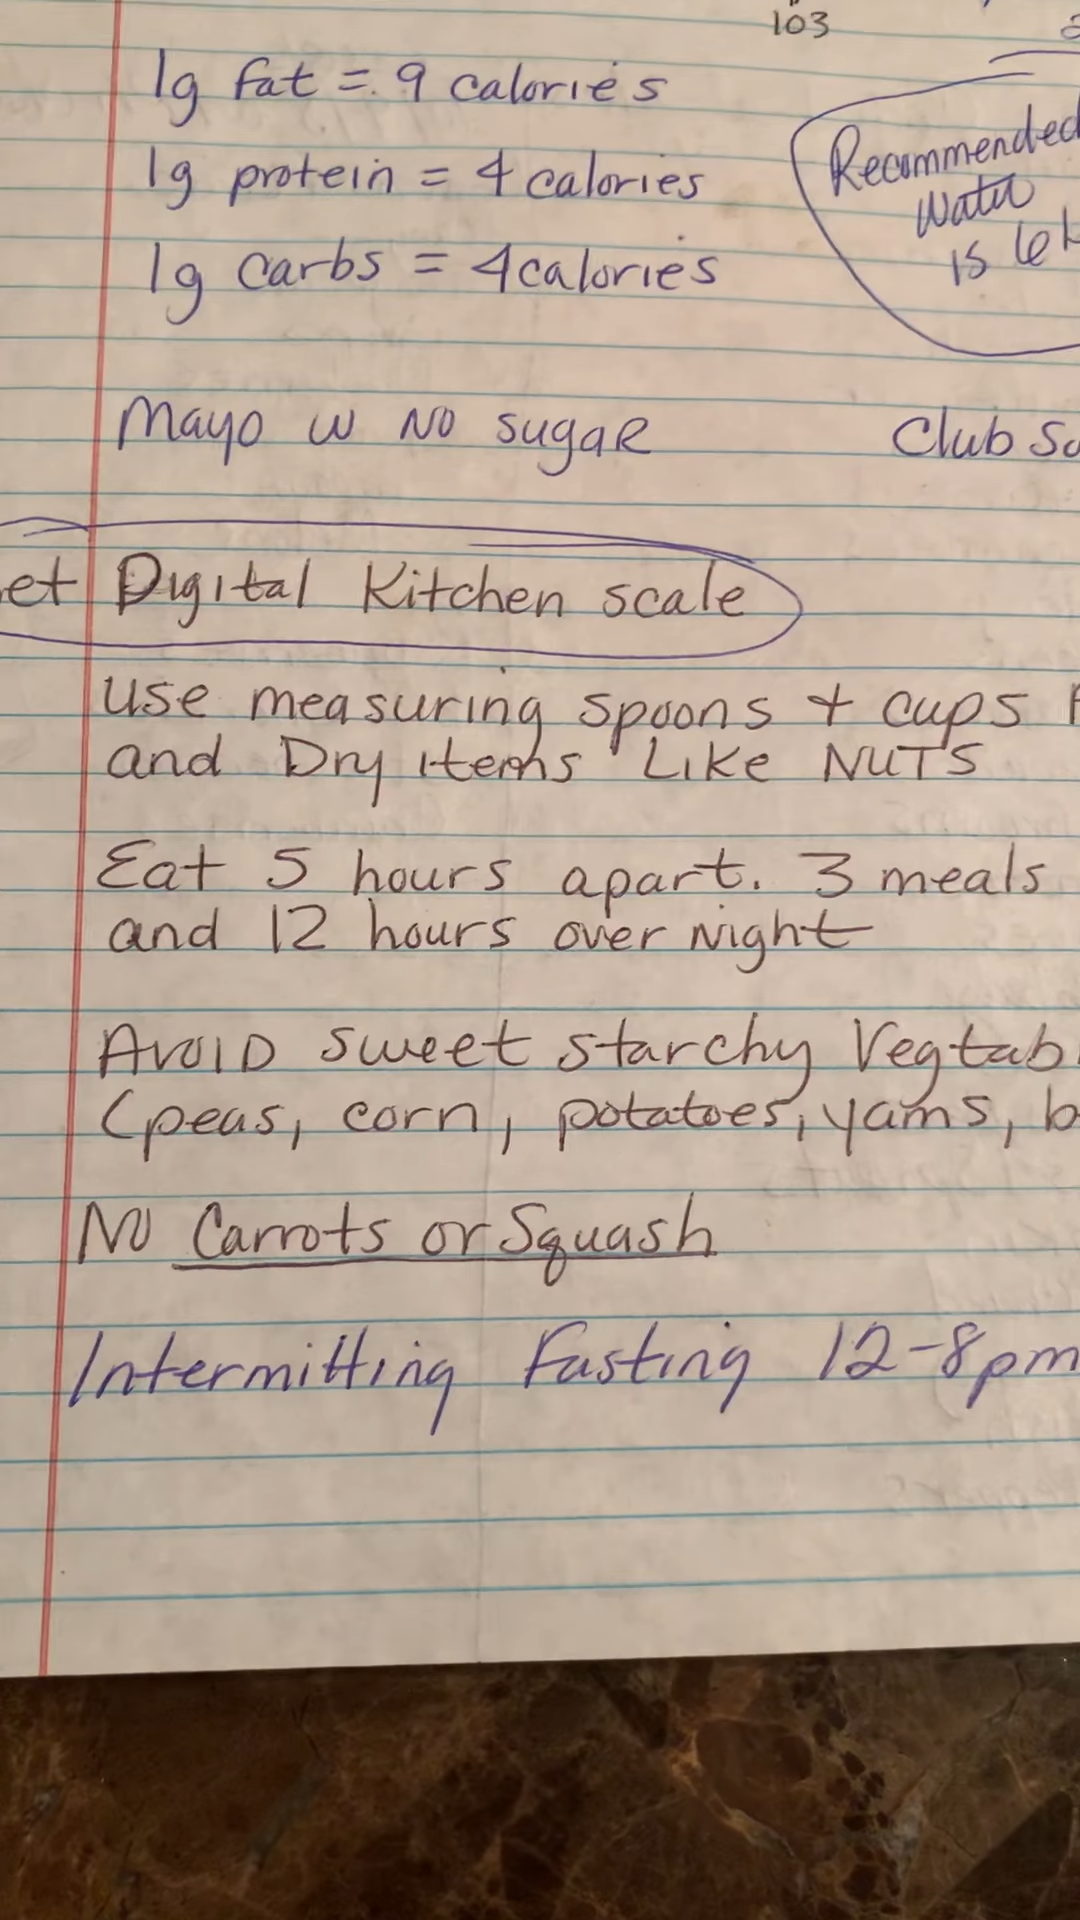 103
1g fat = 9 calories
1g protein = 4 calories
1g carbs = 4 calories
Recommended
Water
is
Mayo w NO sugar
Club
Digital Kitchen scale
Use measuring spoons + cups
and Dry items Like NUTS
Eat 5 hours apart. 3 meals
and 12 hours over night
Avoid sweet starchy Vegtab
(peas, corn, potatoes, yams, b
No Carrots or Squash
Intermitting Fasting 12-8pm